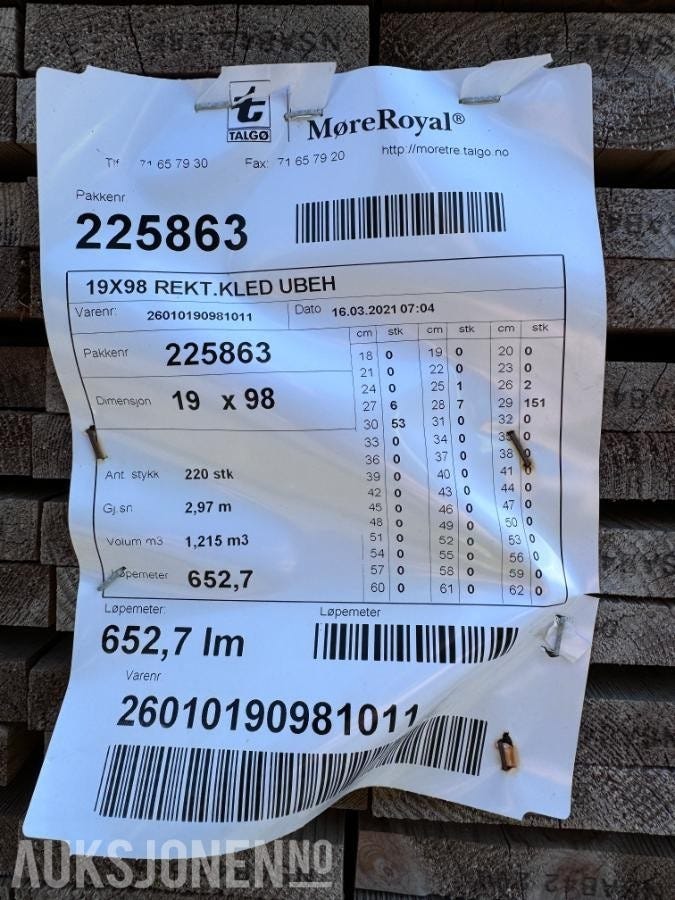 TALGØ
MøreRoyal®
Tlf 71 65 79 30 Fax: 71 65 79 20 http://moretre.talgo.no
Pakkenr
225863
19X98 REKT.KLED UBEH
Varenr: 26010190981011 Dato 16.03.2021 07:04
Pakkenr 225863
Dimensjon 19 x 98
Ant. stykk 220 stk
Gj.sn 2,97 m
Volum m3 1,215 m3
Løpemeter 652,7
cm stk cm stk cm stk
18 0 19 0 20 0
21 0 22 0 23 0
24 0 25 1 26 2
27 6 28 7 29 151
30 53 31 0 32 0
33 0 34 0 35
36 0 37 0 38 0
39 0 40 0 41 0
42 0 43 0 44 0
45 0 46 0 47 0
48 0 49 0 50 0
51 0 52 0 53 0
54 0 55 0 56 0
57 0 58 0 59 0
60 0 61 0 62 0
Løpemeter: Løpemeter
652,7 lm
Varenr
26010190981011
AUKSJONEN.NO